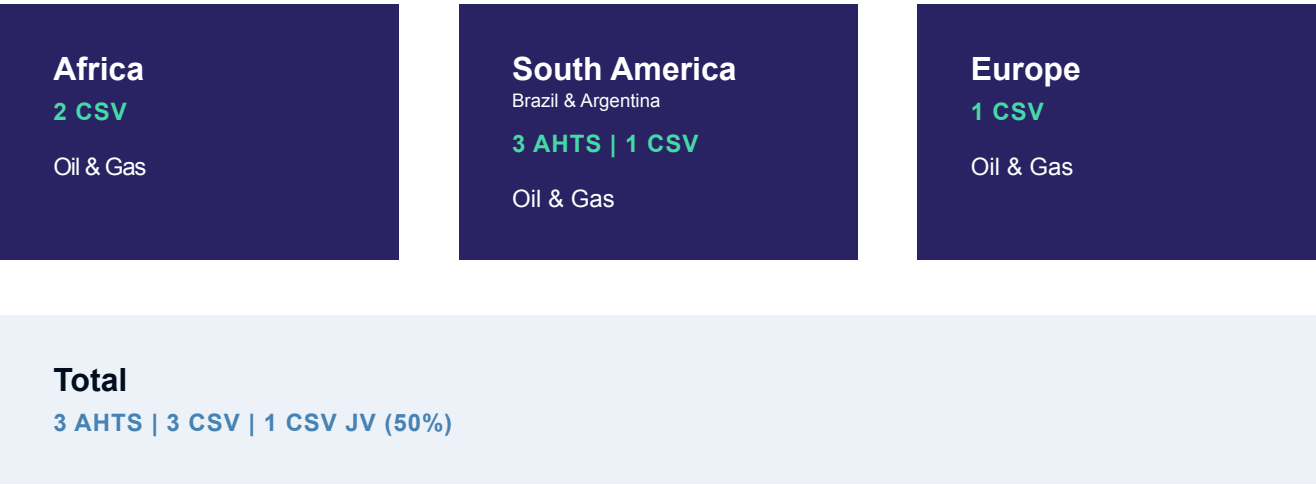 Africa
2 CSV
Oil & Gas
South America
Brazil & Argentina
3 AHTS | 1 CSV
Oil & Gas
Europe
1 CSV
Oil & Gas
Total
3 AHTS | 3 CSV | 1 CSV JV (50%)